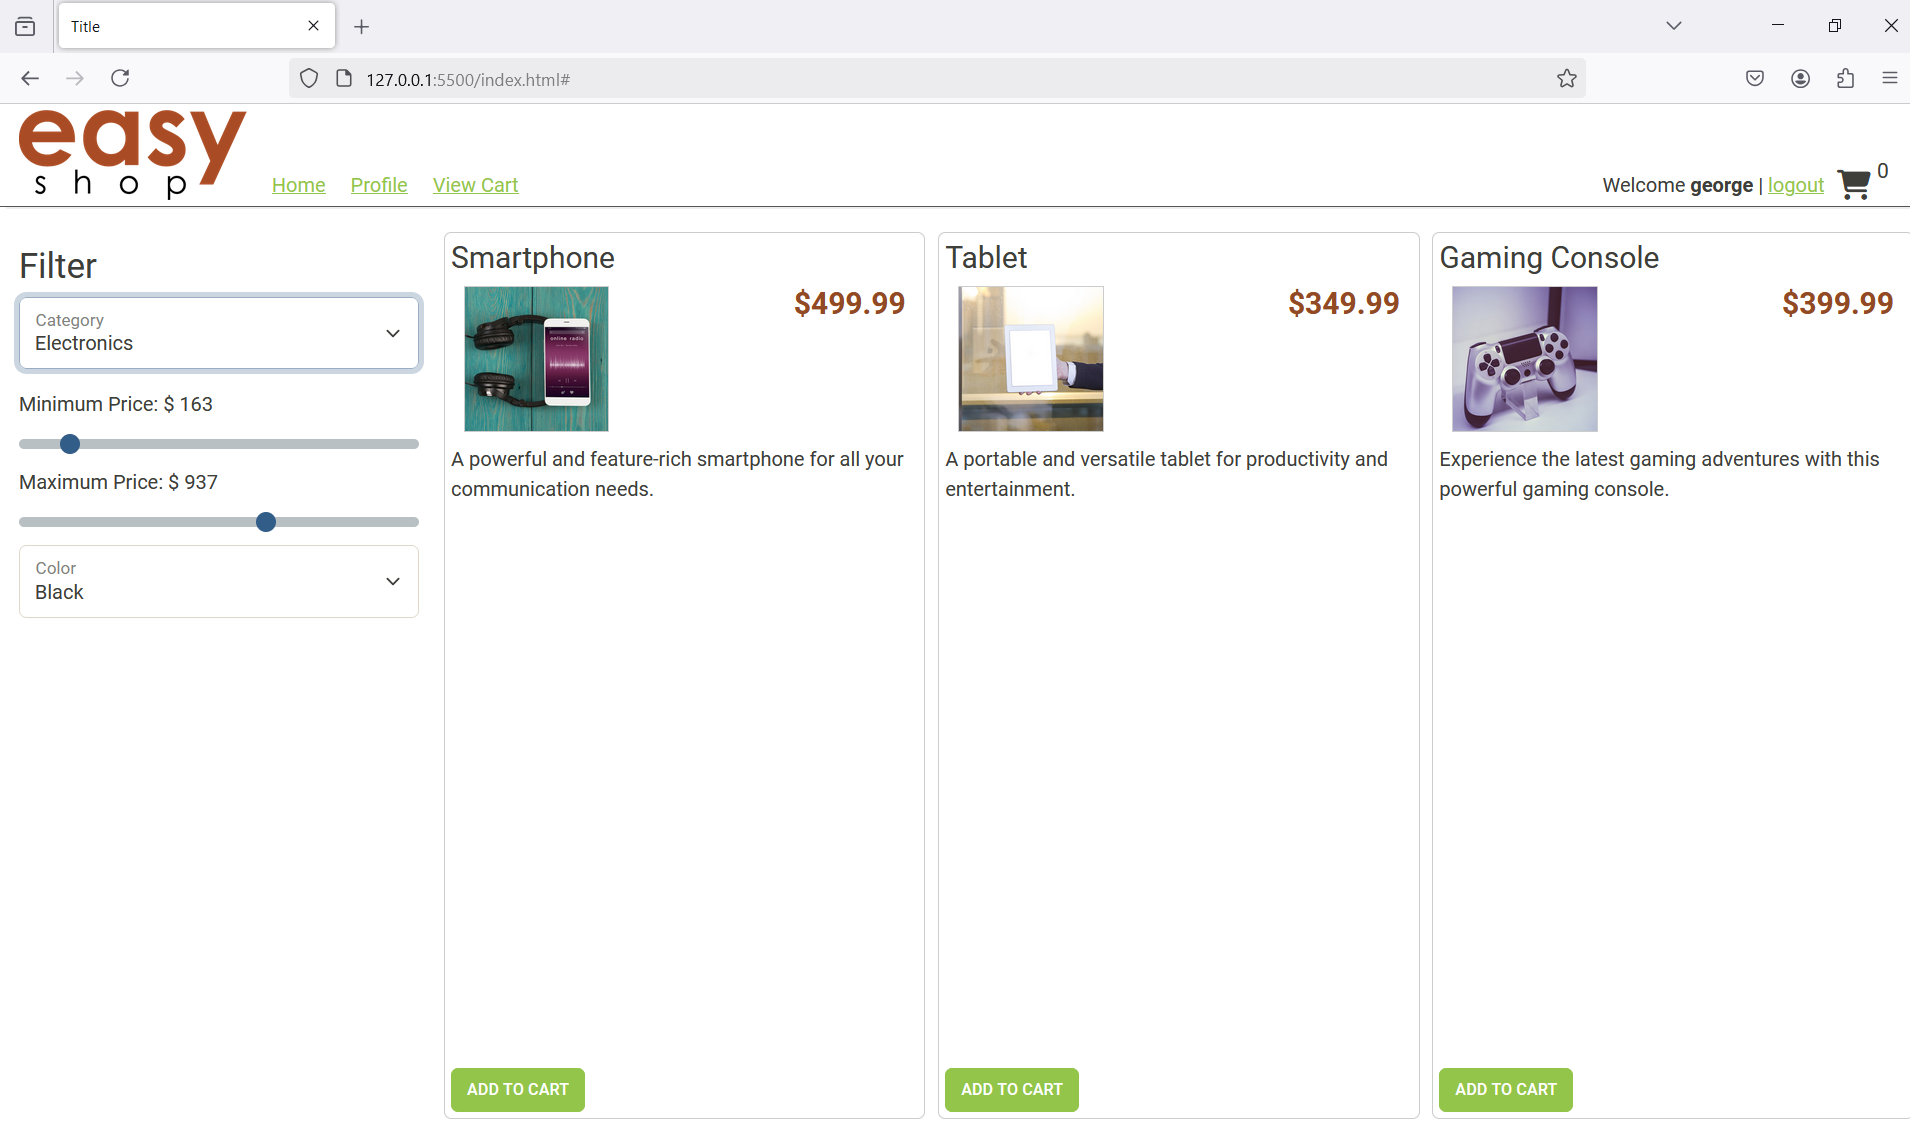 Title
127.0.0.1:5500/index.html#
easy
shop
Home Profile View Cart
Welcome george | logout 0
Filter
Category
Electronics
Minimum Price: $ 163
Maximum Price: $ 937
Color
Black
Smartphone
$499.99
online radio
A powerful and feature-rich smartphone for all your
communication needs.
ADD TO CART
Tablet
$349.99
A portable and versatile tablet for productivity and
entertainment.
ADD TO CART
Gaming Console
$399.99
Experience the latest gaming adventures with this
powerful gaming console.
ADD TO CART